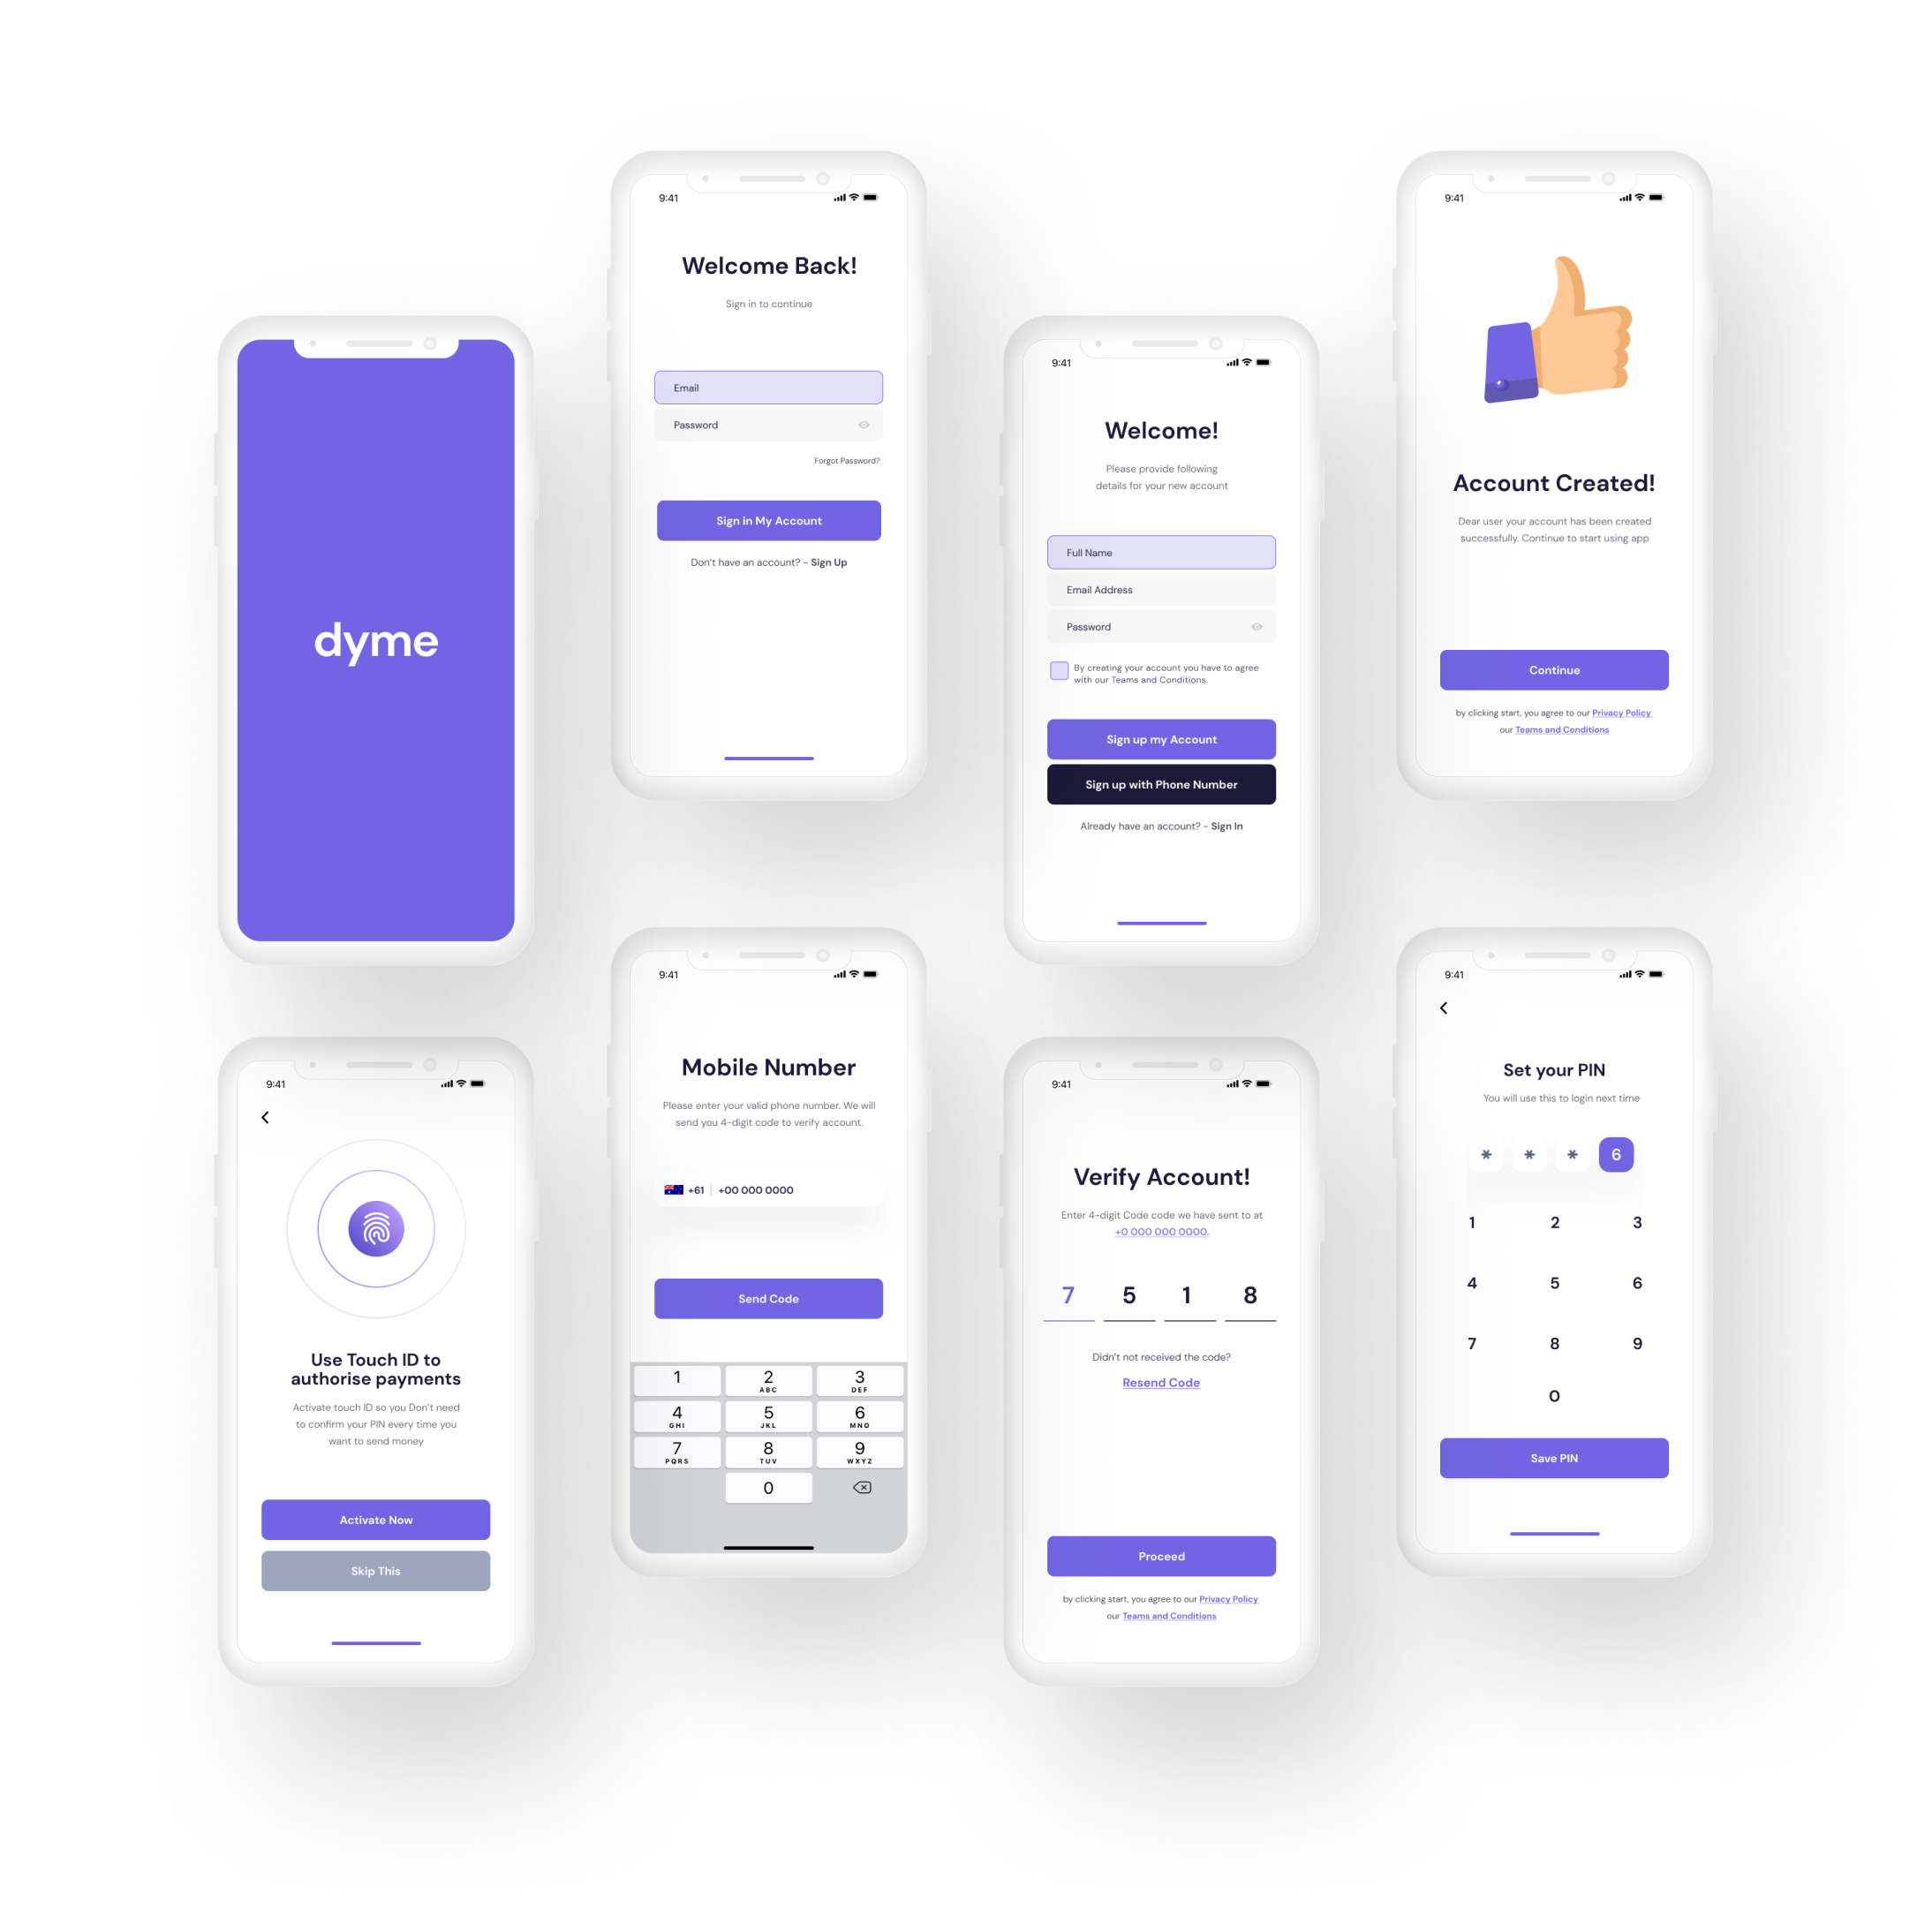 dyme
9:41
Welcome Back!
Sign in to continue
Email
Password
Forgot Password?
Sign in My Account
Don't have an account? - Sign Up
9:41
Welcome!
Please provide following
details for your new account
Full Name
Email Address
Password
By creating your account you have to agree
with our Teams and Conditions.
Sign up my Account
Sign up with Phone Number
Already have an account? - Sign In
9:41
Account Created!
Dear user your account has been created
successfully. Continue to start using app
Continue
by clicking start, you agree to our Privacy Policy
our Teams and Conditions
9:41
Use Touch ID to
authorise payments
Activate touch ID so you Don't need
to confirm your PIN every time you
want to send money
Activate Now
Skip This
9:41
Mobile Number
Please enter your valid phone number. We will
send you 4-digit code to verify account.
+61 +00 000 0000
Send Code
1 2 3
ABC DEF
4 5 6
GHI JKL MNO
7 8 9
PQRS TUV WXYZ
0
9:41
Verify Account!
Enter 4-digit Code code we have sent to at
+0 000 000 0000.
7 5 1 8
Didn't not received the code?
Resend Code
Proceed
by clicking start, you agree to our Privacy Policy
our Teams and Conditions
9:41
Set your PIN
You will use this to login next time
* * * 6
1 2 3
4 5 6
7 8 9
0
Save PIN